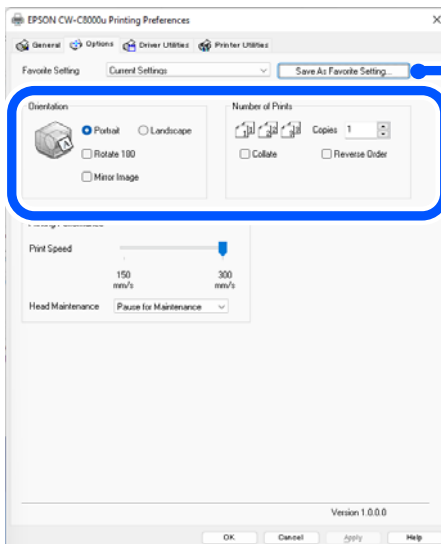 EPSON CW-C8000u Printing Preferences
General Options Driver Utilities Printer Utilities
Favorite Setting Current Settings Save As Favorite Setting...
Orientation
Portrait Landscape
Rotate 180
Mirror Image
Number of Prints
Copies 1
Collate Reverse Order
Print Speed
150 300
mm/s mm/s
Head Maintenance Pause for Maintenance
Version 1.0.0.0
OK Cancel Apply Help